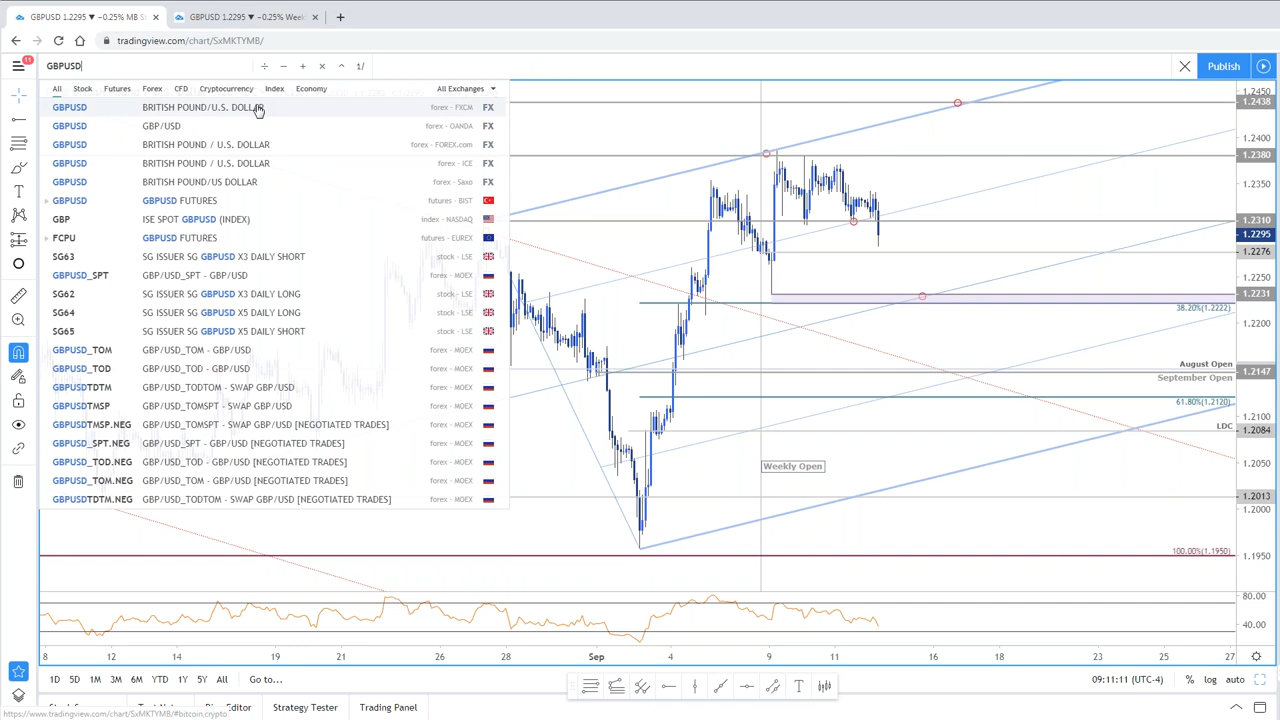 GBPUSD 1.2295 ▼ −0.25% MB S
GBPUSD 1.2295 ▼ −0.25% Week
tradingview.com/chart/SxMKTYMB/
11
GBPUSD
1/
Publish
All Stock Futures Forex CFD Cryptocurrency Index Economy All Exchanges
GBPUSD BRITISH POUND/U.S. DOLLAR forex - FXCM FX
GBPUSD GBP/USD forex - OANDA FX
GBPUSD BRITISH POUND / U.S. DOLLAR forex - FOREX.com FX
GBPUSD BRITISH POUND / U.S. DOLLAR forex - ICE FX
GBPUSD BRITISH POUND/US DOLLAR forex - Saxo FX
GBPUSD GBPUSD FUTURES futures - BIST
GBP ISE SPOT GBPUSD (INDEX) index - NASDAQ
FCPU GBPUSD FUTURES futures - EUREX
SG63 SG ISSUER SG GBPUSD X3 DAILY SHORT stock - LSE
GBPUSD_SPT GBP/USD_SPT - GBP/USD forex - MOEX
SG62 SG ISSUER SG GBPUSD X3 DAILY LONG stock - LSE
SG64 SG ISSUER SG GBPUSD X5 DAILY LONG stock - LSE
SG65 SG ISSUER SG GBPUSD X5 DAILY SHORT stock - LSE
GBPUSD_TOM GBP/USD_TOM - GBP/USD forex - MOEX
GBPUSD_TOD GBP/USD_TOD - GBP/USD forex - MOEX
GBPUSDTDTM GBP/USD_TODTOM - SWAP GBP/USD forex - MOEX
GBPUSDTMSP GBP/USD_TOMSPT - SWAP GBP/USD forex - MOEX
GBPUSDTMSP.NEG GBP/USD_TOMSPT - SWAP GBP/USD [NEGOTIATED TRADES] forex - MOEX
GBPUSD_SPT.NEG GBP/USD_SPT - GBP/USD [NEGOTIATED TRADES] forex - MOEX
GBPUSD_TOD.NEG GBP/USD_TOD - GBP/USD [NEGOTIATED TRADES] forex - MOEX
GBPUSD_TOM.NEG GBP/USD_TOM - GBP/USD [NEGOTIATED TRADES] forex - MOEX
GBPUSDTDTM.NEG GBP/USD_TODTOM - SWAP GBP/USD [NEGOTIATED TRADES] forex - MOEX
1.2450
1.2438
1.2400
1.2380
1.2350
1.2310
1.2295
1.2276
1.2250
1.2231
38.20%(1.2222)
1.2200
August Open
1.2147
September Open
61.80%(1.2120)
1.2100
LDC
1.2084
1.2050
Weekly Open
1.2013
1.2000
100.00%(1.1950)
1.1950
80.00
40.00
8 12 14 19 21 26 28 Sep 4 9 11 16 18 23 25 27
1D 5D 1M 3M 6M YTD 1Y 5Y All Go to... 09:11:11 (UTC-4) % log auto
Editor Strategy Tester Trading Panel
https://www.tradingview.com/chart/SxMKTYMB/#bitcoin,crypto